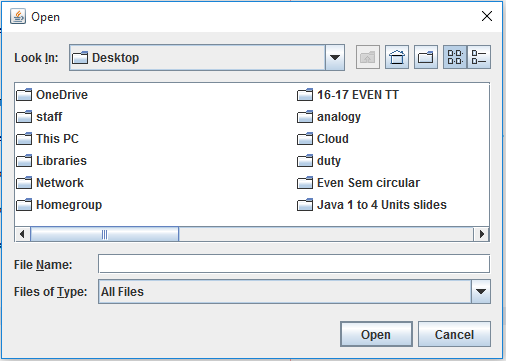 Open
Look In: Desktop
OneDrive
staff
This PC
Libraries
Network
Homegroup
16-17 EVEN TT
analogy
Cloud
duty
Even Sem circular
Java 1 to 4 Units slides
File Name:
Files of Type: All Files
Open Cancel